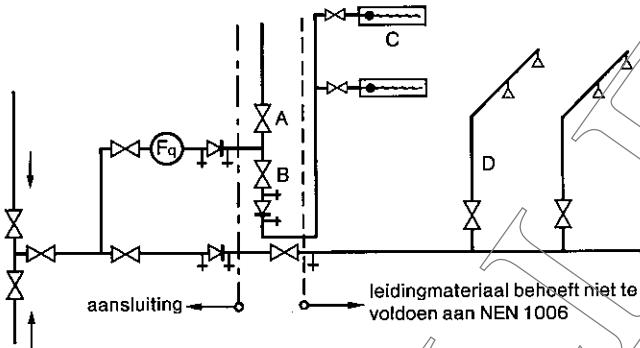 C
A
Fq
B
D
aansluiting
leidingmateriaal behoeft niet te
voldoen aan NEN 1006